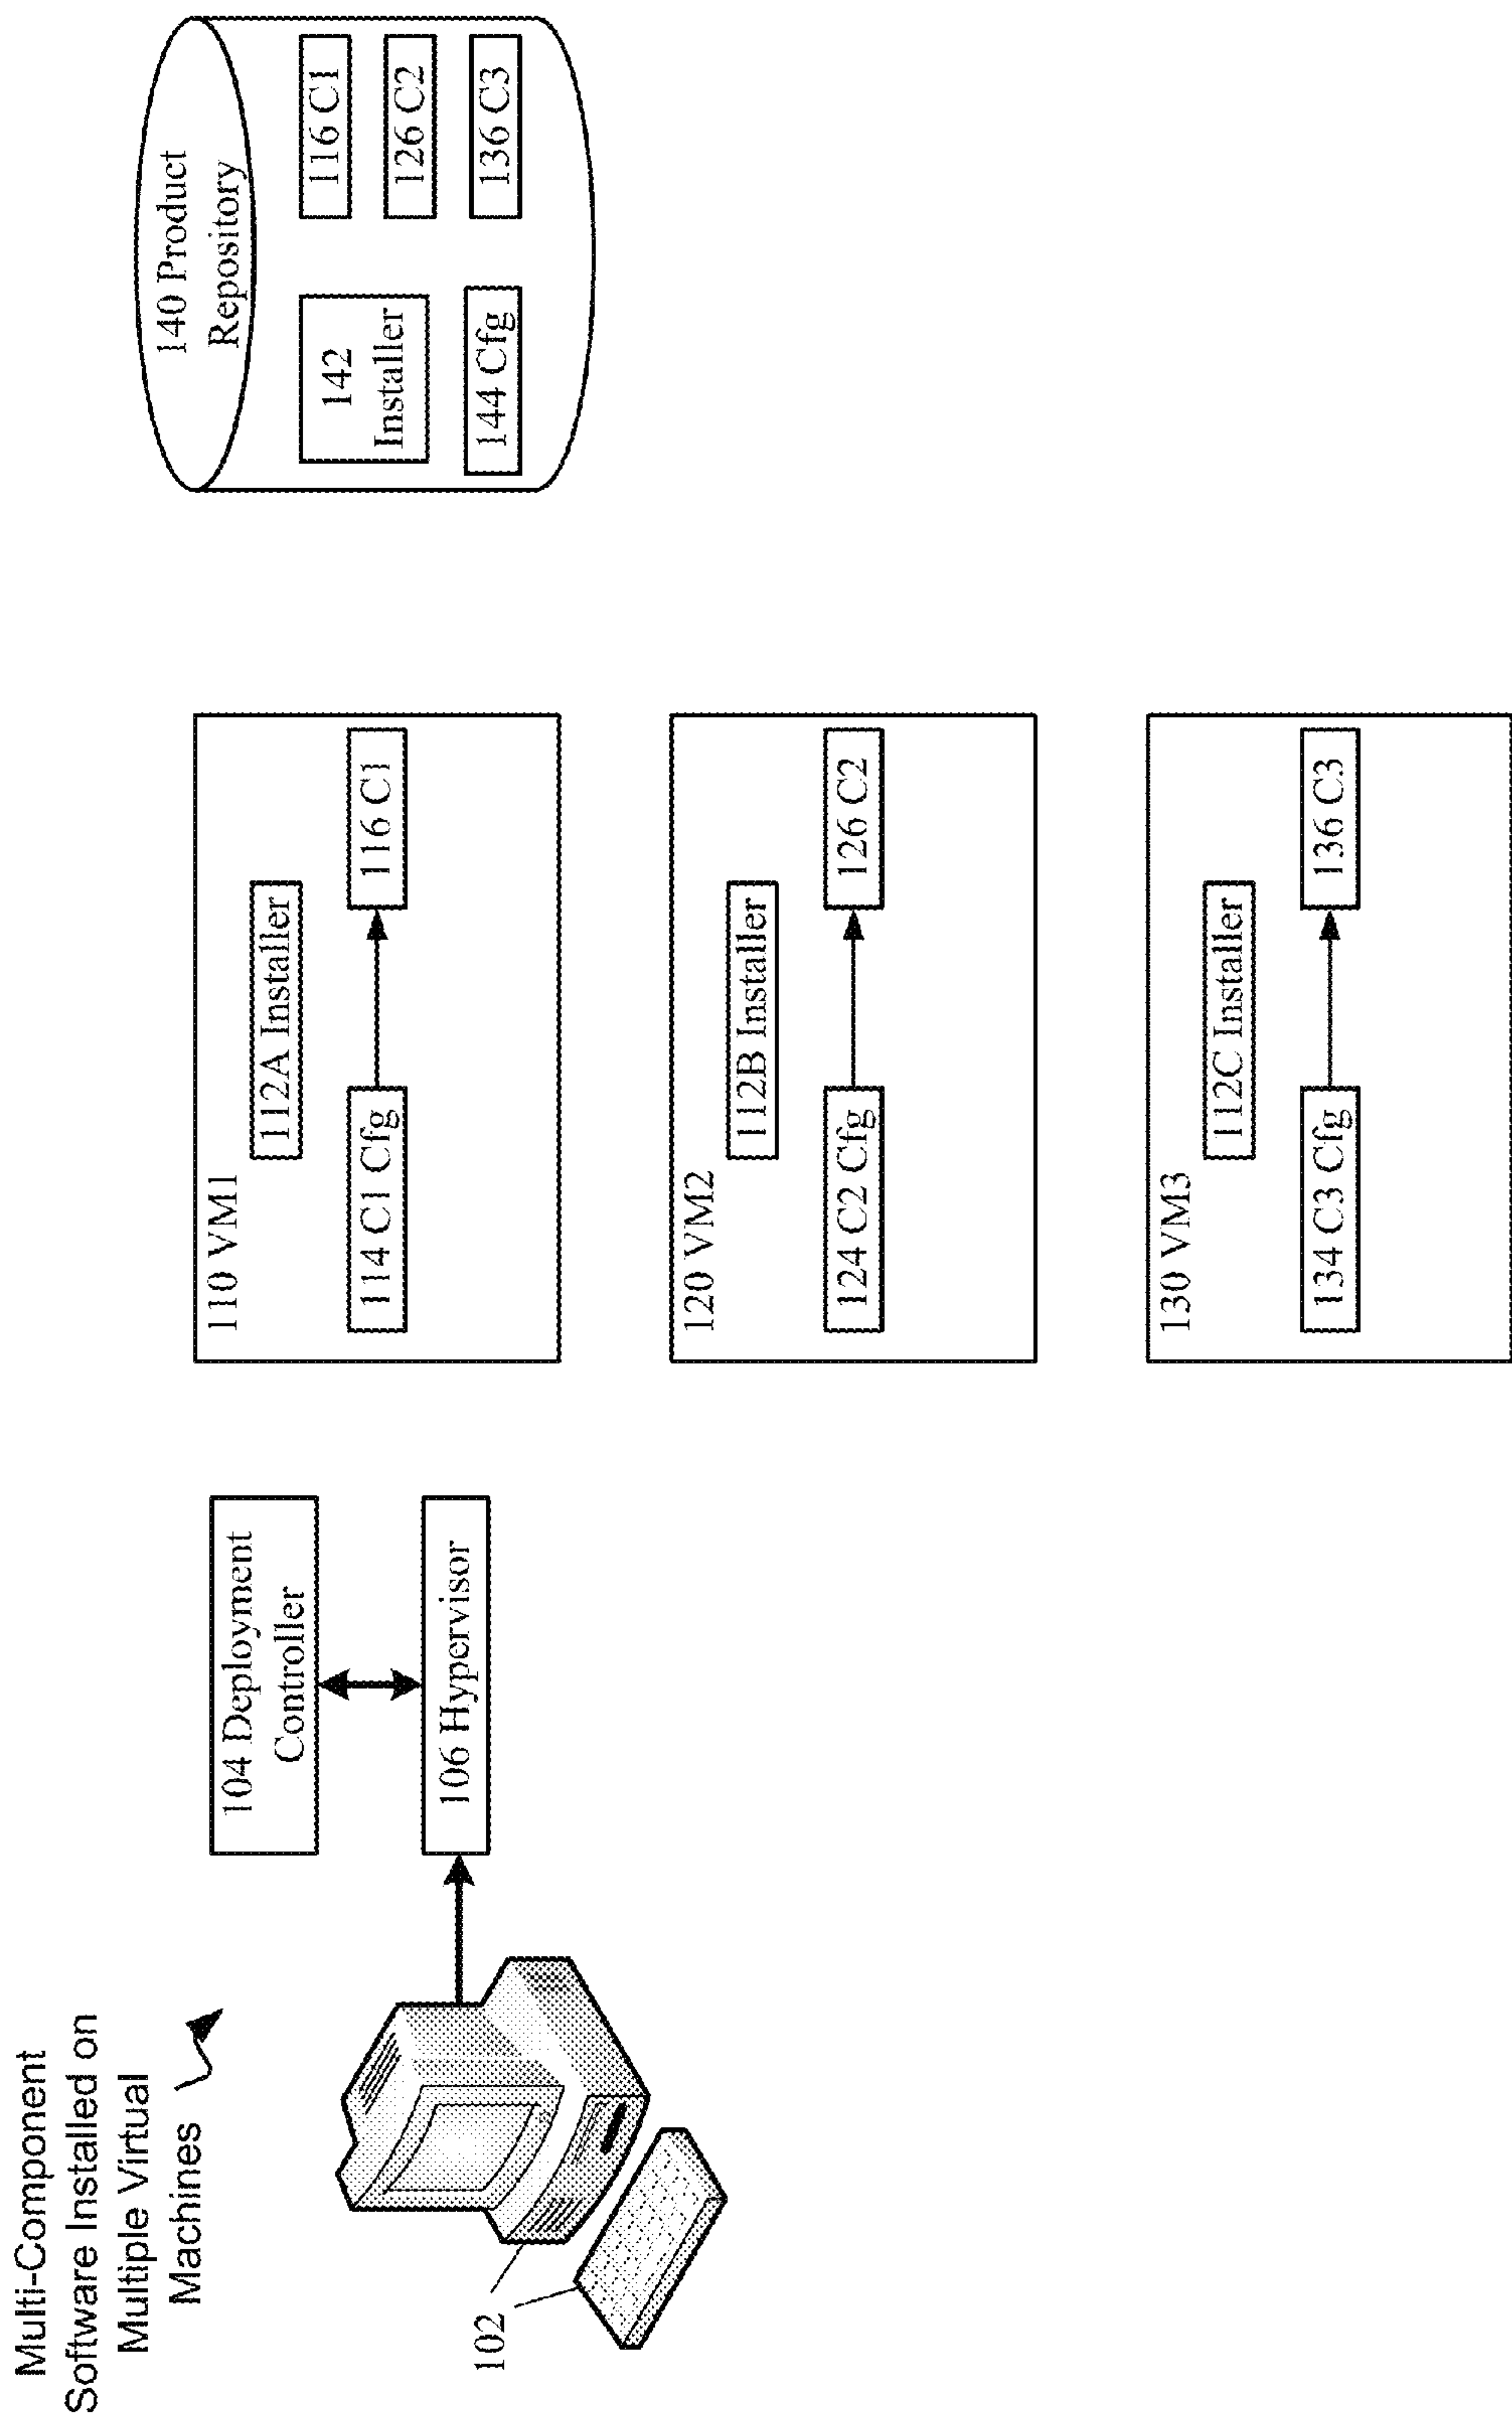 Multi-Component
Software Installed on
Multiple Virtual
Machines
102
104 Deployment
Controller
106 Hypervisor
110 VM1
112A Installer
114 C1 Cfg
116 C1
120 VM2
112B Installer
124 C2 Cfg
126 C2
130 VM3
112C Installer
134 C3 Cfg
136 C3
140 Product
Repository
142
Installer
144 Cfg
116 C1
126 C2
136 C3